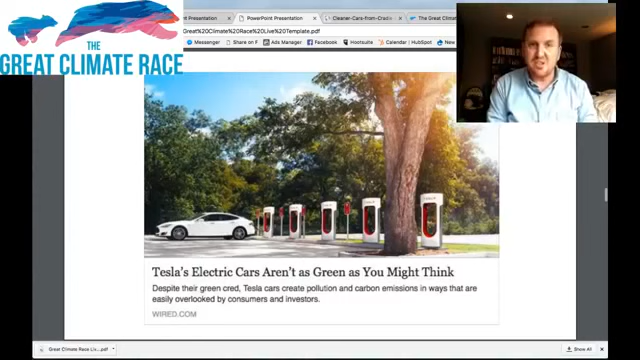 THE
GREAT CLIMATE RACE
PowerPoint Presentation
Cleaner-Cars-from-Cradl
The Great Cl
Great%20Climate%20Race%20Live%20Template.pdf
Messenger
Share on F
Ads Manager
Facebook
Hootsuite
Calendar | HubSpot
New
Tesla's Electric Cars Aren't as Green as You Might Think
Despite their green cred, Tesla cars create pollution and carbon emissions in ways that are
easily overlooked by consumers and investors.
WIRED.COM
Great Climate Race Liv....pdf
Show All